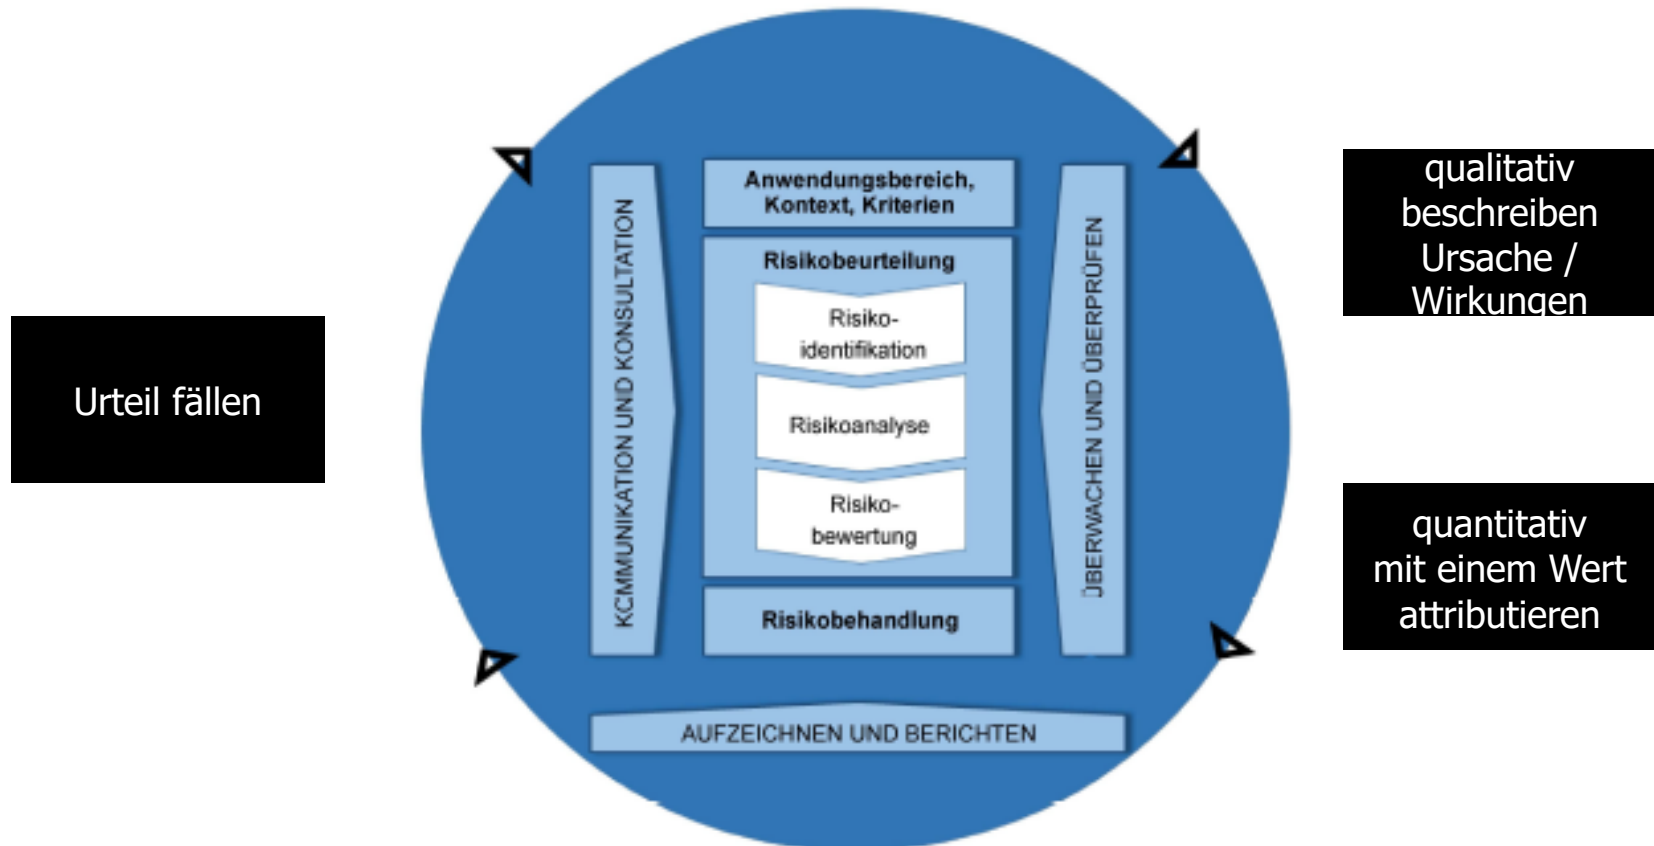 Urteil fällen
KCMMUNIKATION UND KONSULTATION
Anwendungsbereich,
Kontext, Kriterien
Risikobeurteilung
Risiko-
identifikation
Risikoanalyse
Risiko-
bewertung
Risikobehandlung
ÜBERWACHEN UND ÜBERPRÜFEN
AUFZEICHNEN UND BERICHTEN
qualitativ
beschreiben
Ursache /
Wirkungen
quantitativ
mit einem Wert
attributieren